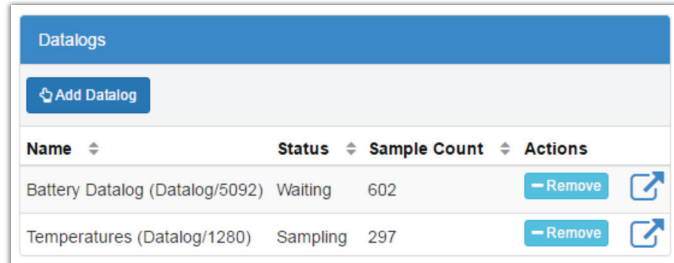 Datalogs
Add Datalog
Name Status Sample Count Actions
Battery Datalog (Datalog/5092) Waiting 602 Remove
Temperatures (Datalog/1280) Sampling 297 Remove